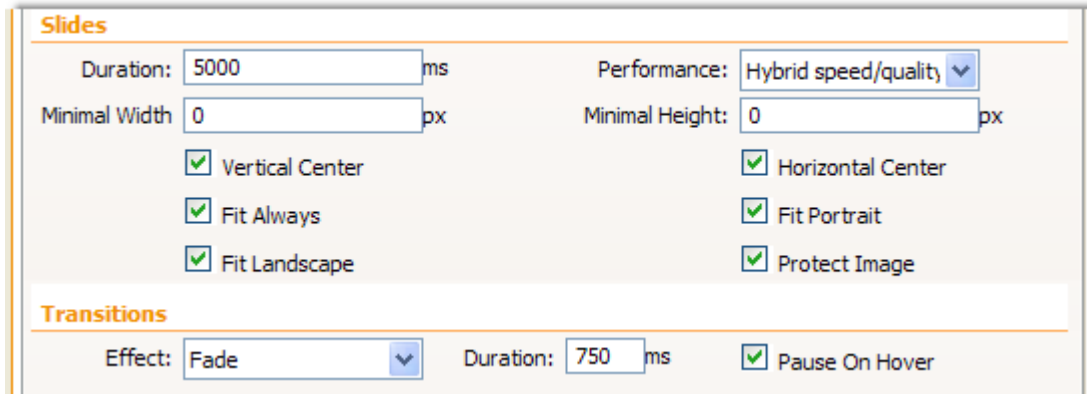 Slides
Duration: 5000 ms Performance: Hybrid speed/quality
Minimal Width 0 px Minimal Height: 0 px
Vertical Center Horizontal Center
Fit Always Fit Portrait
Fit Landscape Protect Image
Transitions
Effect: Fade Duration: 750 ms Pause On Hover